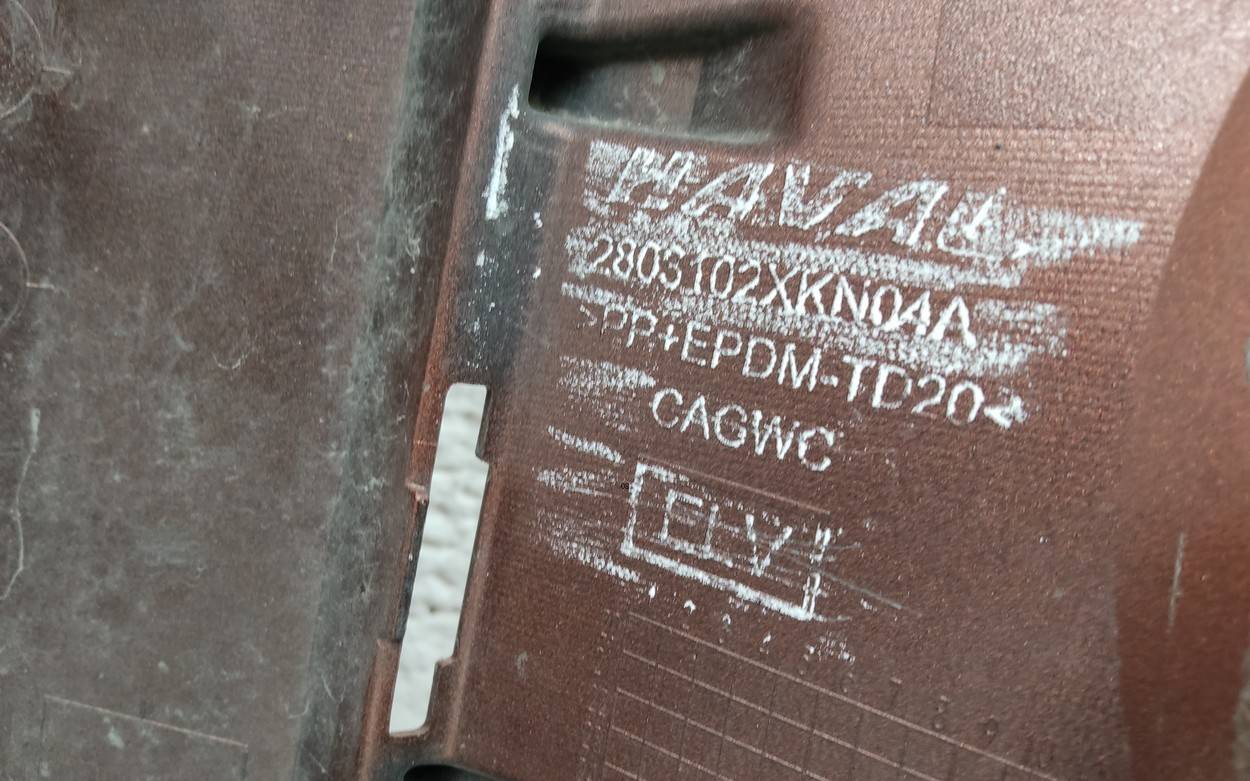 HAVAL
2803102XKN04A
>PP+EPDM-TD20<
CAGWC